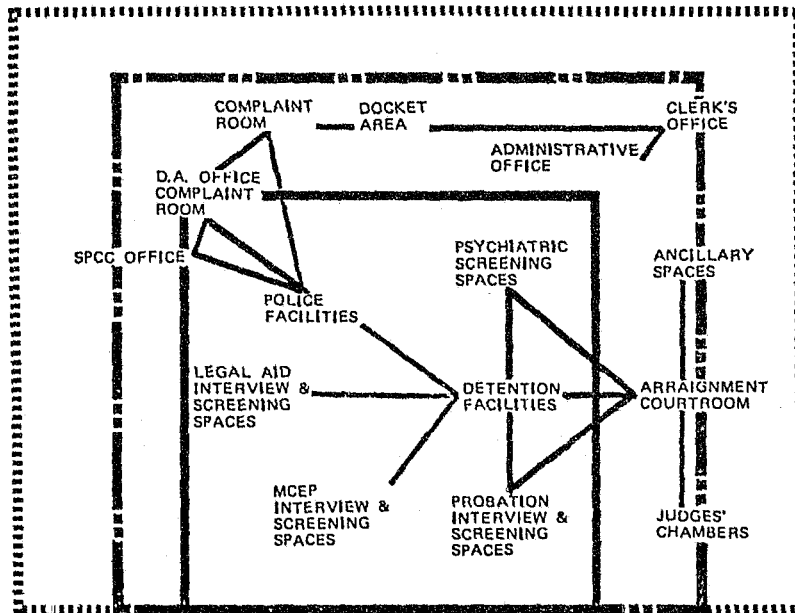 COMPLAINT
ROOM
DOCKET
AREA
CLERK'S
OFFICE
ADMINISTRATIVE
OFFICE
D.A. OFFICE
COMPLAINT
ROOM
SPCC OFFICE
POLICE
FACILITIES
PSYCHIATRIC
SCREENING
SPACES
ANCILLARY
SPACES
LEGAL AID
INTERVIEW &
SCREENING
SPACES
DETENTION
FACILITIES
ARRAIGNMENT
COURTROOM
MCEP
INTERVIEW &
SCREENING
SPACES
PROBATION
INTERVIEW &
SCREENING
SPACES
JUDGES'
CHAMBERS